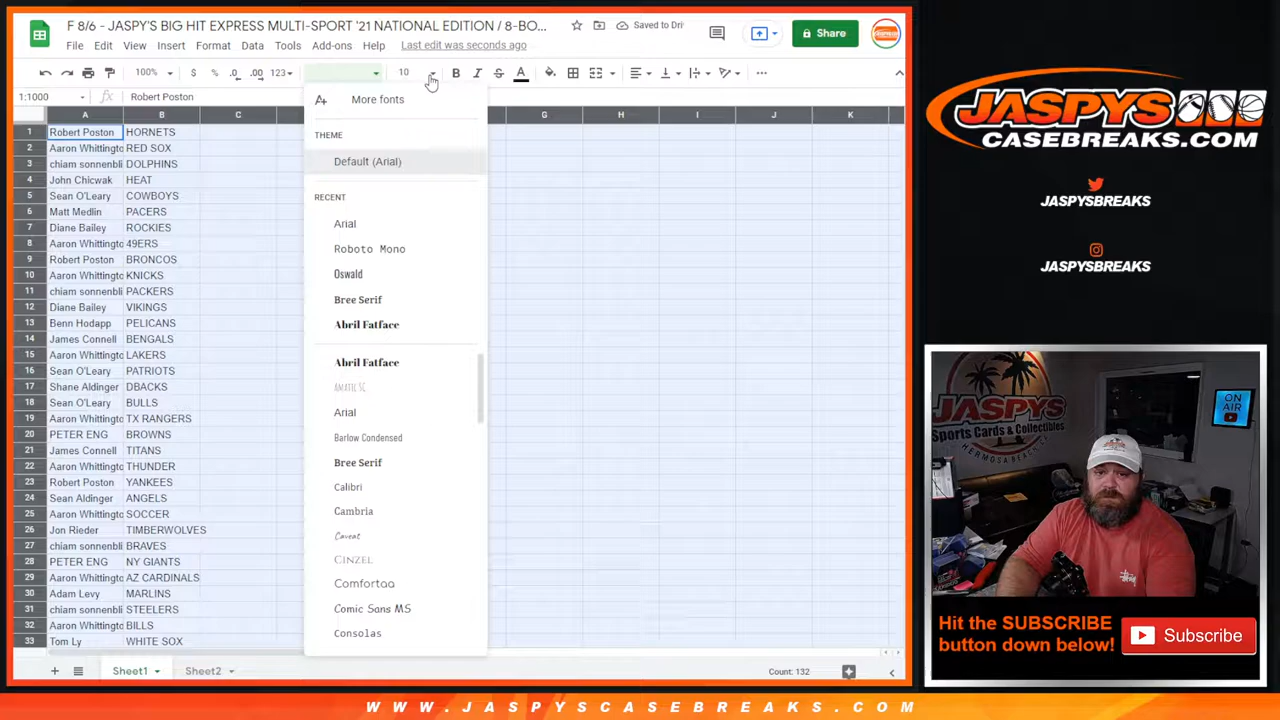 F 8/6 - JASPY'S BIG HIT EXPRESS MULTI-SPORT '21 NATIONAL EDITION / 8-BO...
Saved to Dri
Share
File Edit View Insert Format Data Tools Add-ons Help Last edit was seconds ago
100% $ % .0 .00 123 10 B I S A
1:1000 fx Robert Poston
A B C G H I J K
1 Robert Poston HORNETS
2 Aaron Whittingto RED SOX
3 chiam sonnenbli DOLPHINS
4 John Chicwak HEAT
5 Sean O'Leary COWBOYS
6 Matt Medlin PACERS
7 Diane Bailey ROCKIES
8 Aaron Whittingto 49ERS
9 Robert Poston BRONCOS
10 Aaron Whittingto KNICKS
11 chiam sonnenbli PACKERS
12 Diane Bailey VIKINGS
13 Benn Hodapp PELICANS
14 James Connell BENGALS
15 Aaron Whittingto LAKERS
16 Sean O'Leary PATRIOTS
17 Shane Aldinger DBACKS
18 Sean O'Leary BULLS
19 Aaron Whittingto TX RANGERS
20 PETER ENG BROWNS
21 James Connell TITANS
22 Aaron Whittingto THUNDER
23 Robert Poston YANKEES
24 Sean Aldinger ANGELS
25 Aaron Whittingto SOCCER
26 Jon Rieder TIMBERWOLVES
27 chiam sonnenbli BRAVES
28 PETER ENG NY GIANTS
29 Aaron Whittingto AZ CARDINALS
30 Adam Levy MARLINS
31 chiam sonnenbli STEELERS
32 Aaron Whittingto BILLS
33 Tom Ly WHITE SOX
More fonts
THEME
Default (Arial)
RECENT
Arial
Roboto Mono
Oswald
Bree Serif
Abril Fatface
Abril Fatface
AMATIC SC
Arial
Barlow Condensed
Bree Serif
Calibri
Cambria
Caveat
CINZEL
Comfortaa
Comic Sans MS
Consolas
Sheet1 Sheet2 Count: 132
JASPYS
CASEBREAKS.COM
JASPYSBREAKS
JASPYSBREAKS
JASPYS
Sports Cards & Collectibles
HERMOSA BEACH, CA
ON AIR
Hit the SUBSCRIBE
button down below!
Subscribe
WWW.JASPYSCASEBREAKS.COM